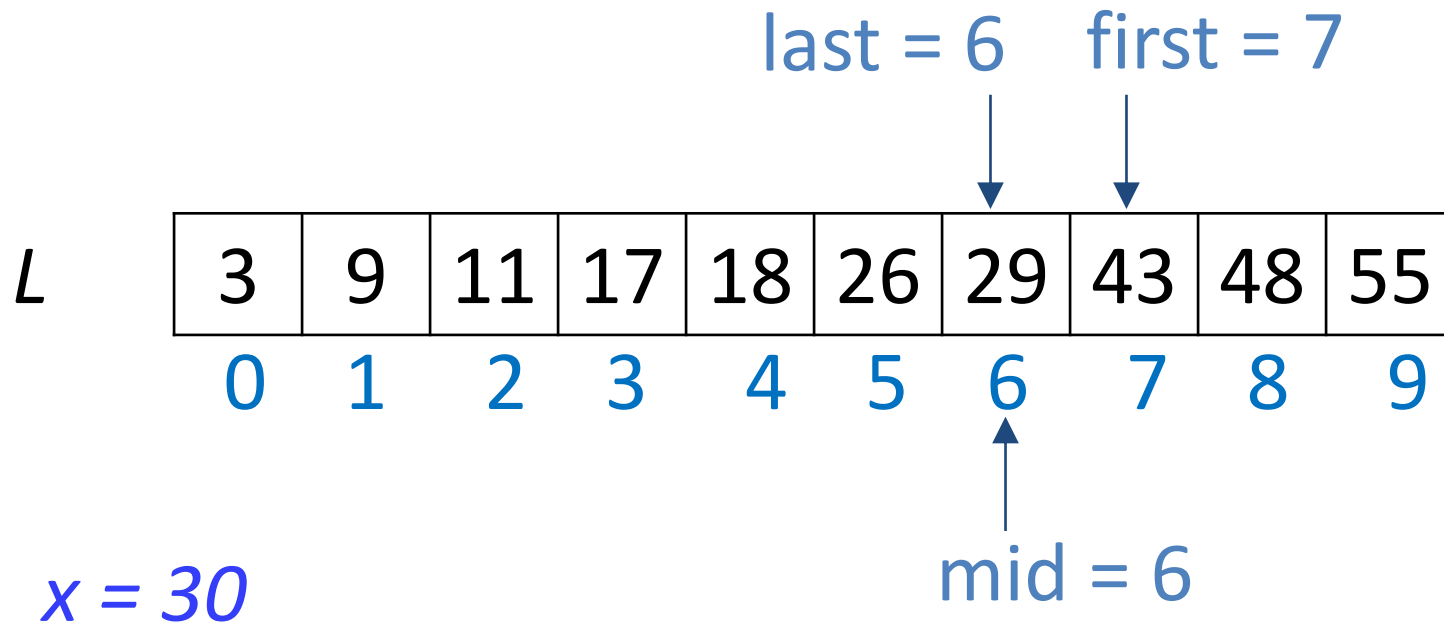 last = 6 first = 7
L 3 9 11 17 18 26 29 43 48 55
0 1 2 3 4 5 6 7 8 9
mid = 6
x = 30